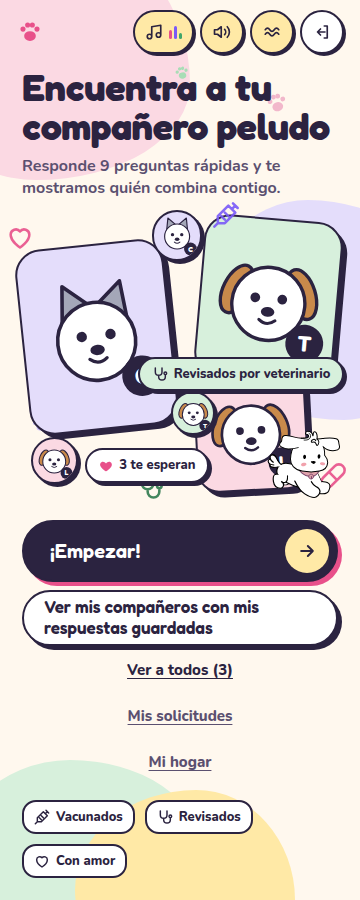 Encuentra a tu
compañero peludo
Responde 9 preguntas rápidas y te
mostramos quién combina contigo.
C
T
Revisados por veterinario
T
L
3 te esperan
¡Empezar!
Ver mis compañeros con mis
respuestas guardadas
Ver a todos (3)
Mis solicitudes
Mi hogar
Vacunados
Revisados
Con amor